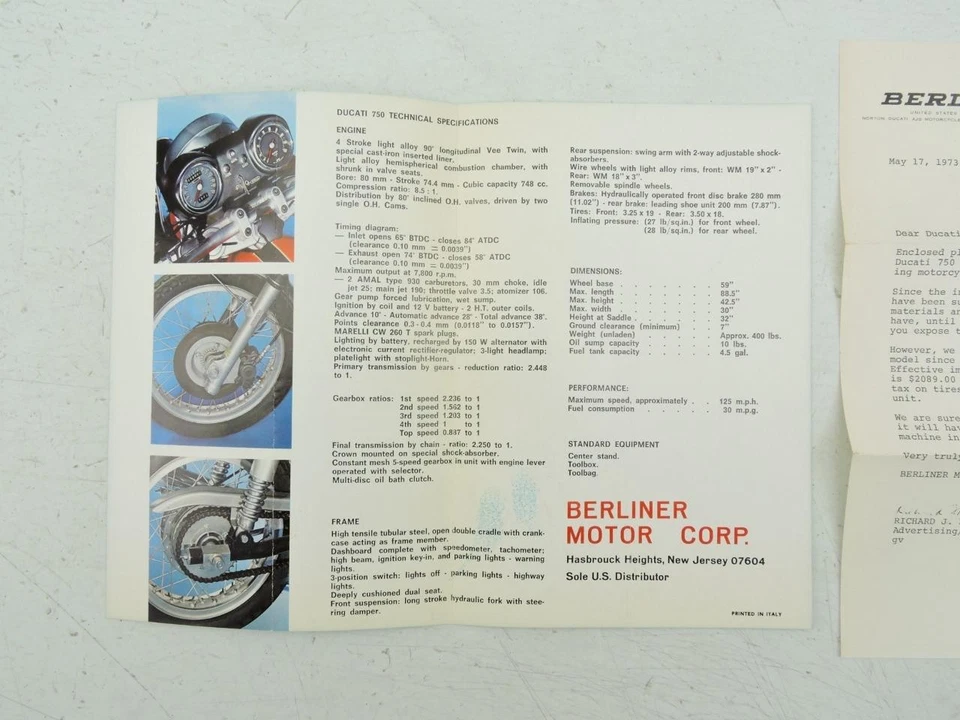 DUCATI 750 TECHNICAL SPECIFICATIONS
ENGINE
4 Stroke light alloy 90° longitudinal Vee Twin, with
special cast-iron inserted liner.
Light alloy hemispherical combustion chamber, with
shrunk in valve seats.
Bore: 80 mm - Stroke 74.4 mm - Cubic capacity 748 cc.
Compression ratio: 8.5 : 1.
Distribution by 80° inclined O.H. valves, driven by two
single O.H. Cams.
Timing diagram:
— Inlet opens 65° BTDC - closes 84° ATDC
(clearance 0.10 mm = 0.0039")
— Exhaust open 74° BTDC - closes 58° ATDC
(clearance 0.10 mm = 0.0039")
Maximum output at 7,800 r.p.m.
— 2 AMAL type 930 carburetors, 30 mm choke, idle
jet 25; main jet 190; throttle valve 3.5; atomizer 106.
Gear pump forced lubrication, wet sump.
Ignition by coil and 12 V battery - 2 H.T. outer coils.
Advance 10° - Automatic advance 28° - Total advance 38°.
Points clearance 0.3 - 0.4 mm (0.0118" to 0.0157").
MARELLI CW 260 T spark plugs.
Lighting by battery, recharged by 150 W alternator with
electronic current rectifier-regulator; 3-light headlamp;
platelight with stoplight-Horn.
Primary transmission by gears - reduction ratio: 2.448
to 1.
Gearbox ratios: 1st speed 2.236 to 1
2nd speed 1.562 to 1
3rd speed 1.203 to 1
4th speed 1 to 1
Top speed 0.887 to 1
Final transmission by chain - ratio: 2.250 to 1.
Crown mounted on special shock-absorber.
Constant mesh 5-speed gearbox in unit with engine lever
operated with selector.
Multi-disc oil bath clutch.
FRAME
High tensile tubular steel, open double cradle with crank-
case acting as frame member.
Dashboard complete with speedometer, tachometer;
high beam, ignition key-in, and parking lights - warning
lights.
3-position switch: lights off - parking lights - highway
lights.
Deeply cushioned dual seat.
Front suspension: long stroke hydraulic fork with stee-
ring damper.
Rear suspension: swing arm with 2-way adjustable shock-
absorbers.
Wire wheels with light alloy rims, front: WM 19" x 2" -
Rear: WM 18" x 3".
Removable spindle wheels.
Brakes: Hydraulically operated front disc brake 280 mm
(11.02") - rear brake: leading shoe unit 200 mm (7.87").
Tires: Front: 3.25 x 19 - Rear: 3.50 x 18.
Inflating pressure: (27 lb/sq.in.) for front wheel.
(28 lb/sq.in.) for rear wheel.
DIMENSIONS:
Wheel base . . . . . . . 59"
Max. length . . . . . . . 88.5"
Max. height . . . . . . . 42.5"
Max. width . . . . . . . 30"
Height at Saddle . . . . . . 32"
Ground clearance (minimum) . . . 7"
Weight (unladen) . . . . . . Approx. 400 lbs.
Oil sump capacity . . . . . 10 lbs.
Fuel tank capacity . . . . . 4.5 gal.
PERFORMANCE:
Maximum speed, approximately . . 125 m.p.h.
Fuel consumption . . . . . 30 m.p.g.
STANDARD EQUIPMENT
Center stand.
Toolbox.
Toolbag.
BERLINER
MOTOR CORP.
Hasbrouck Heights, New Jersey 07604
Sole U.S. Distributor
PRINTED IN ITALY
UNITED STATES
NORTON DUCATI
May 17, 1973
Dear Ducati
Enclosed
Ducati 750
ing
Since the
have been
materials
have, until
you expose
However, we
model since
Effective
is $2089.00
tax on tires
unit.
We are
it will
machine in
Very
BERLINER
RICHARD J.
Advertising
gv